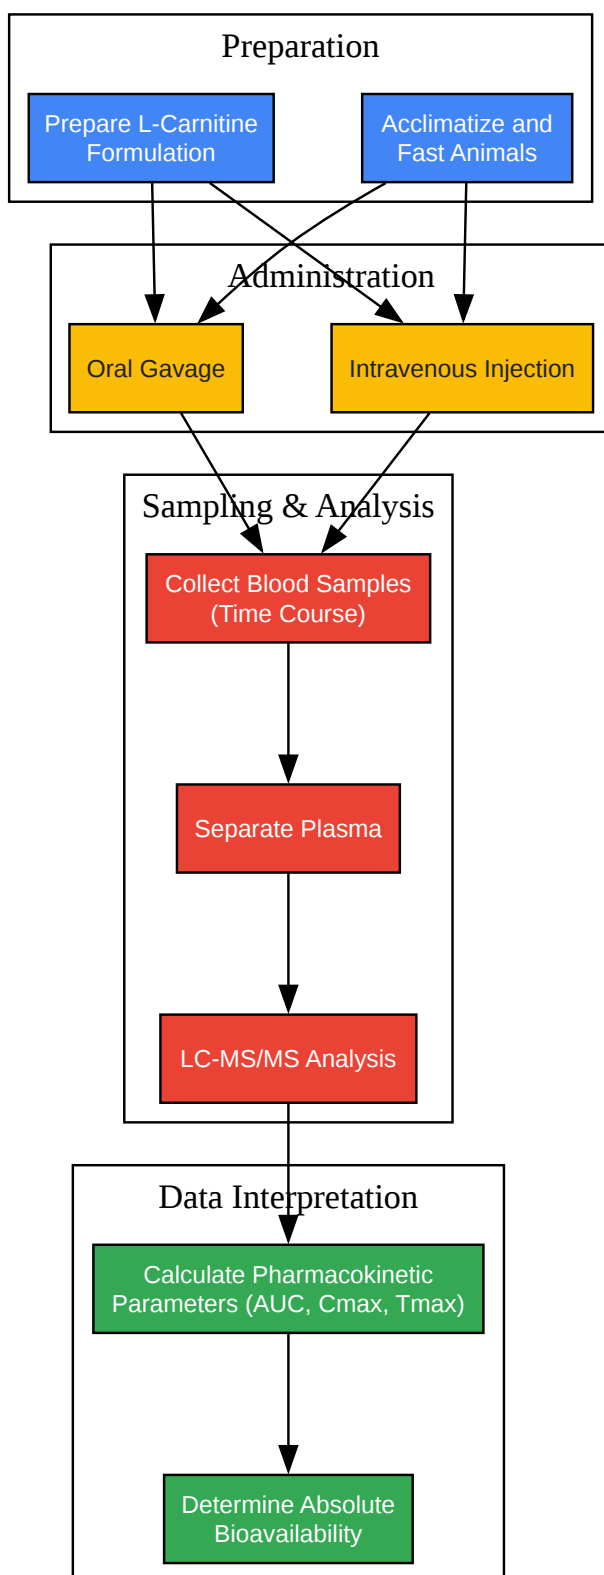 Preparation
Prepare L-Carnitine
Formulation
Acclimatize and
Fast Animals
Administration
Oral Gavage
Intravenous Injection
Sampling & Analysis
Collect Blood Samples
(Time Course)
Separate Plasma
LC-MS/MS Analysis
Data Interpretation
Calculate Pharmacokinetic
Parameters (AUC, Cmax, Tmax)
Determine Absolute
Bioavailability